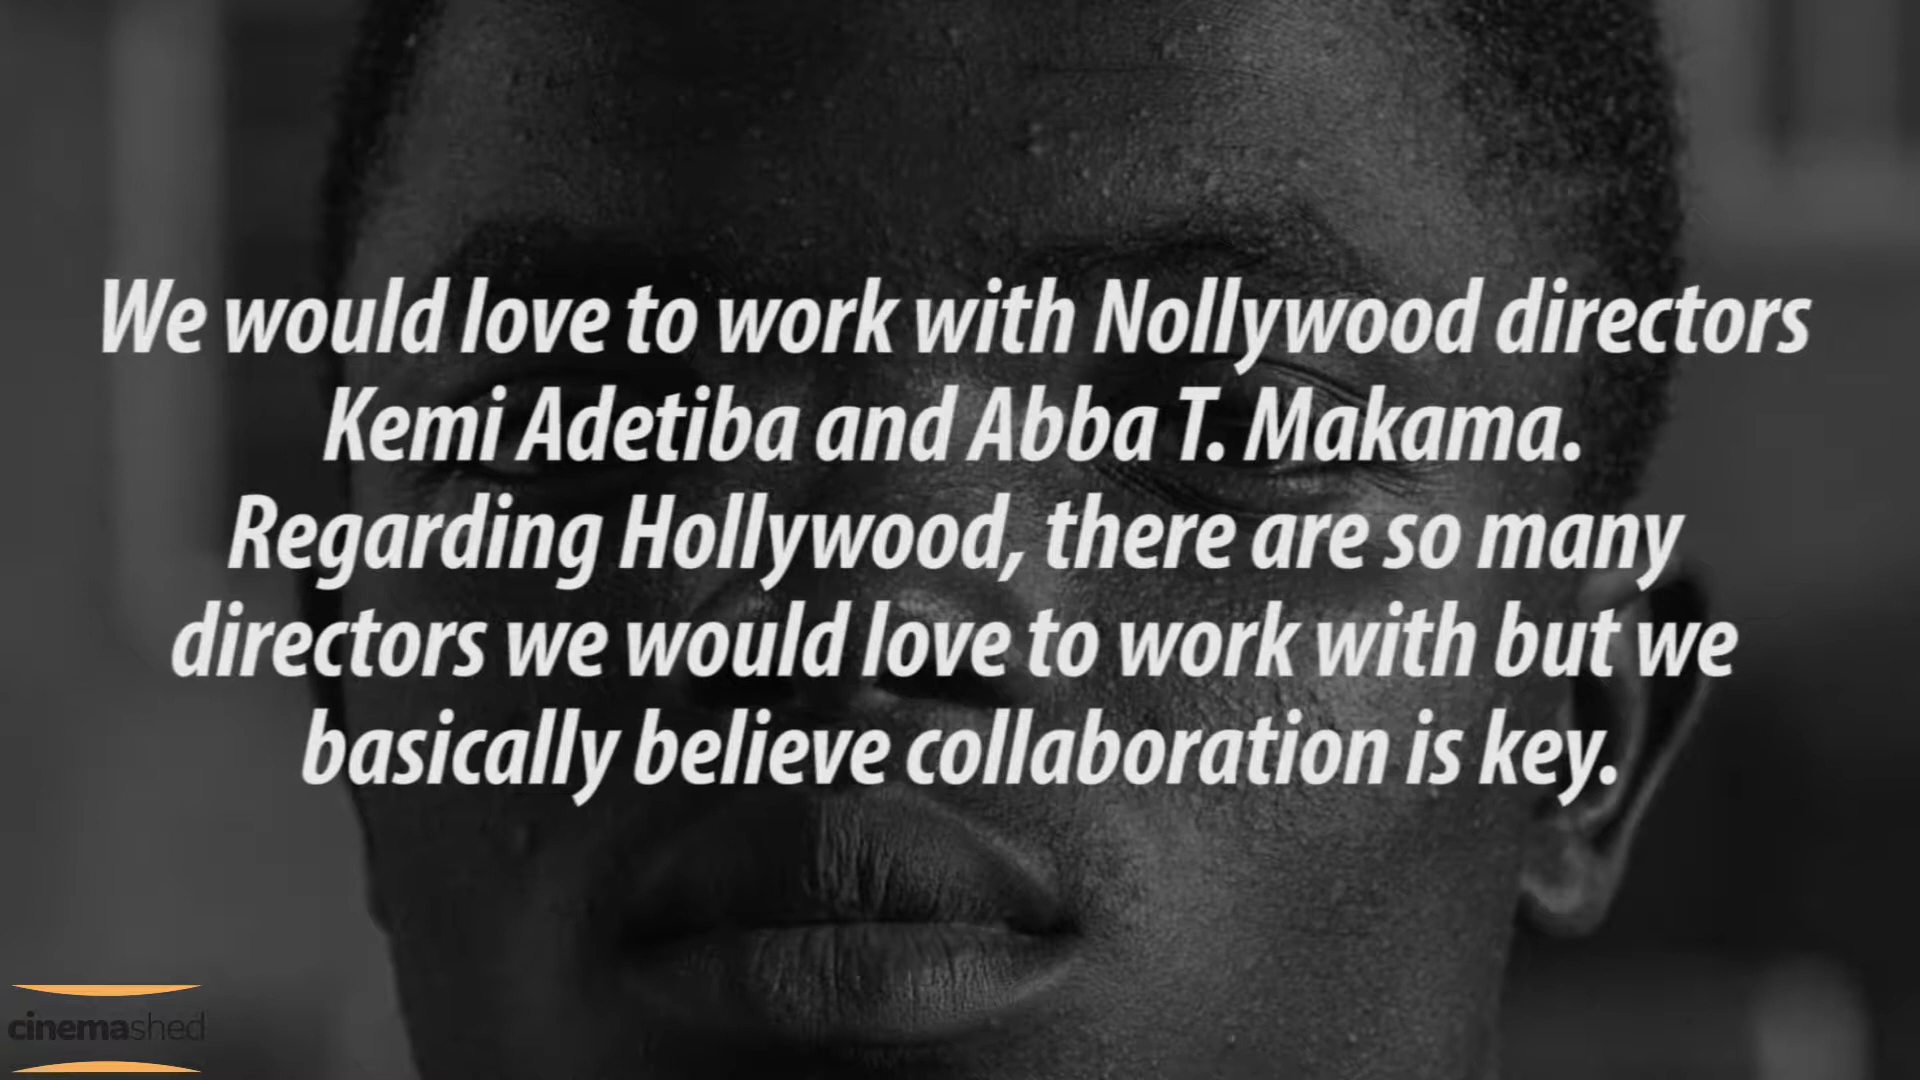 We would love to work with Nollywood directors
Kemi Adetiba and Abba T. Makama.
Regarding Hollywood, there are so many
directors we would love to work with but we
basically believe collaboration is key.
cinemashed